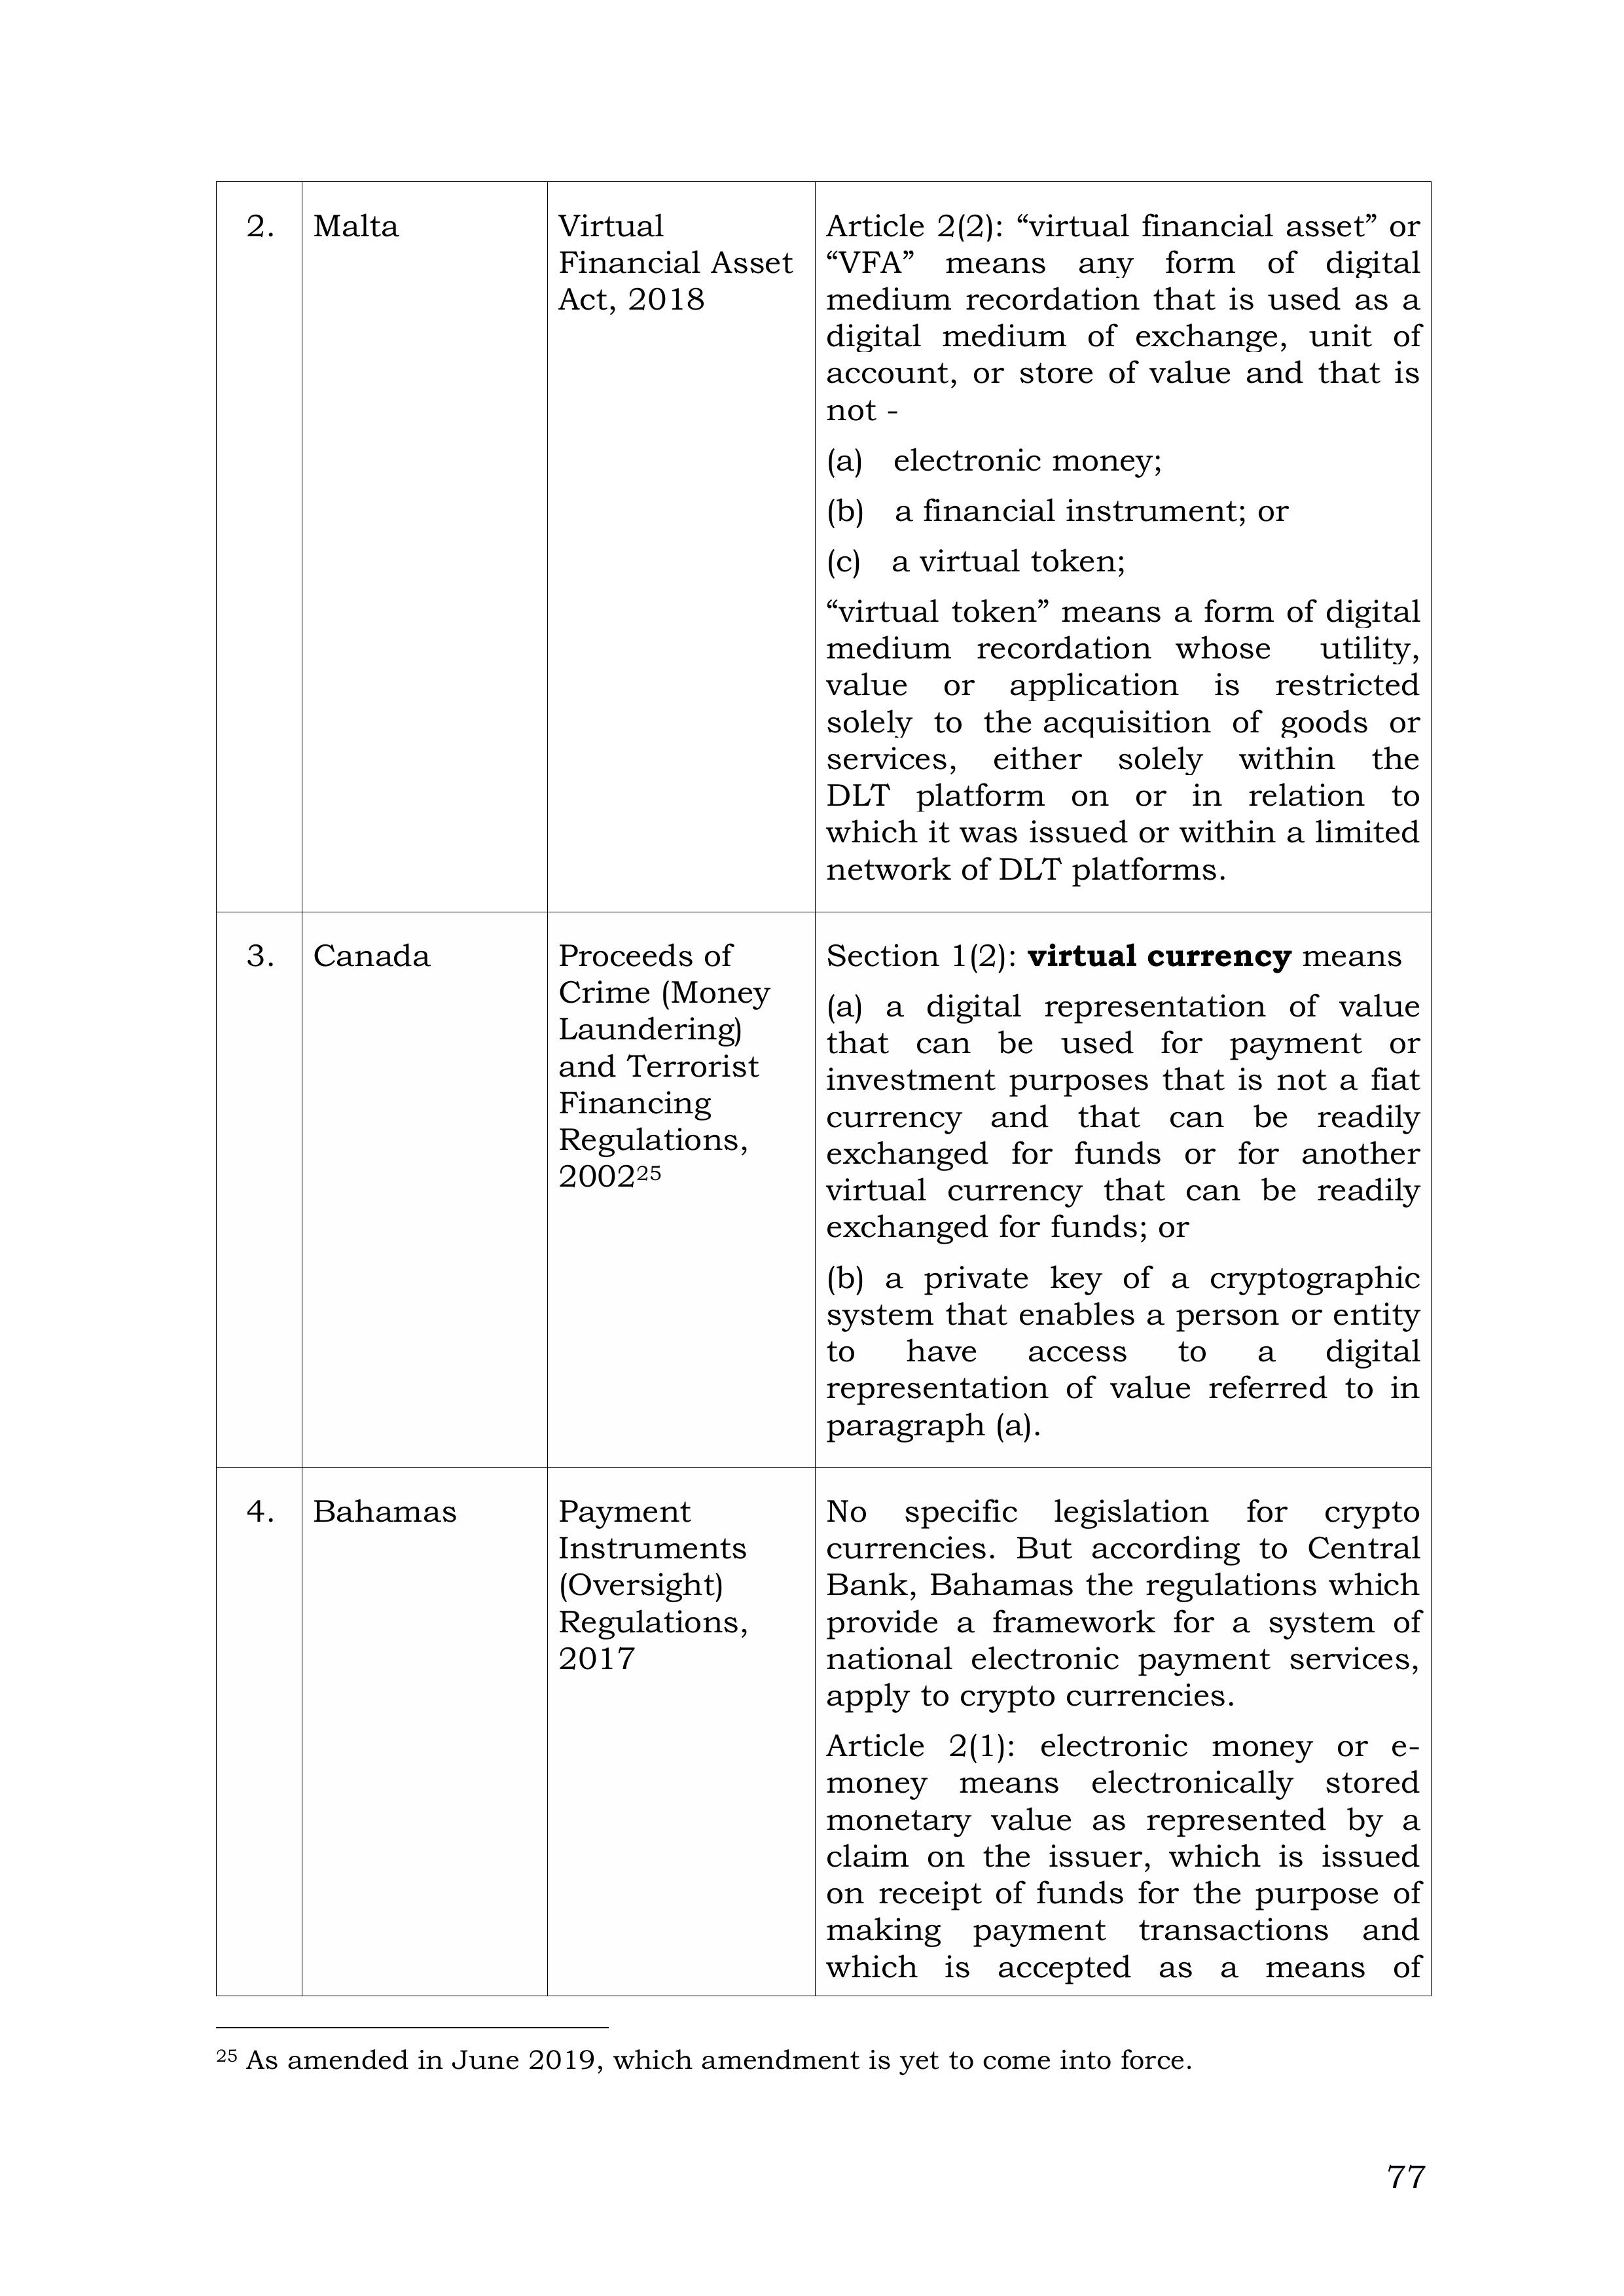 2.
Malta
Virtual
Financial Asset
Act, 2018
Article 2(2): “virtual financial asset” or
“VFA” means any form of digital
medium recordation that is used as a
digital medium of exchange, unit of
account, or store of value and that is
not -
(a) electronic money;
(b) a financial instrument; or
(c) a virtual token;
“virtual token” means a form of digital
medium recordation whose utility,
value or application is restricted
solely to the acquisition of goods or
services, either solely within the
DLT platform on or in relation to
which it was issued or within a limited
network of DLT platforms.
3.
Canada
Proceeds of
Crime (Money
Laundering)
and Terrorist
Financing
Regulations,
2002²⁵
Section 1(2): virtual currency means
(a) a digital representation of value
that can be used for payment or
investment purposes that is not a fiat
currency and that can be readily
exchanged for funds or for another
virtual currency that can be readily
exchanged for funds; or
(b) a private key of a cryptographic
system that enables a person or entity
to have access to a digital
representation of value referred to in
paragraph (a).
4.
Bahamas
Payment
Instruments
(Oversight)
Regulations,
2017
No specific legislation for crypto
currencies. But according to Central
Bank, Bahamas the regulations which
provide a framework for a system of
national electronic payment services,
apply to crypto currencies.
Article 2(1): electronic money or e-
money means electronically stored
monetary value as represented by a
claim on the issuer, which is issued
on receipt of funds for the purpose of
making payment transactions and
which is accepted as a means of
²⁵ As amended in June 2019, which amendment is yet to come into force.
77